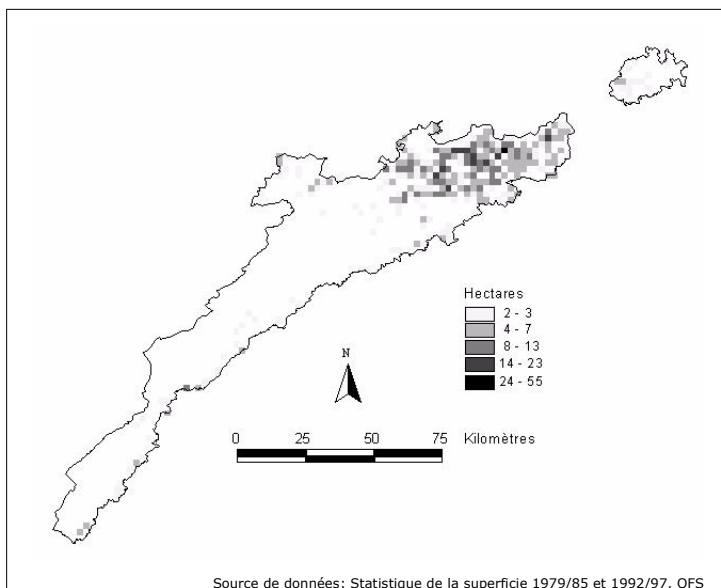 Hectares
2 - 3
4 - 7
8 - 13
14 - 23
24 - 55
N
0 25 50 75 Kilomètres
Source de données: Statistique de la superficie 1979/85 et 1992/97, OFS